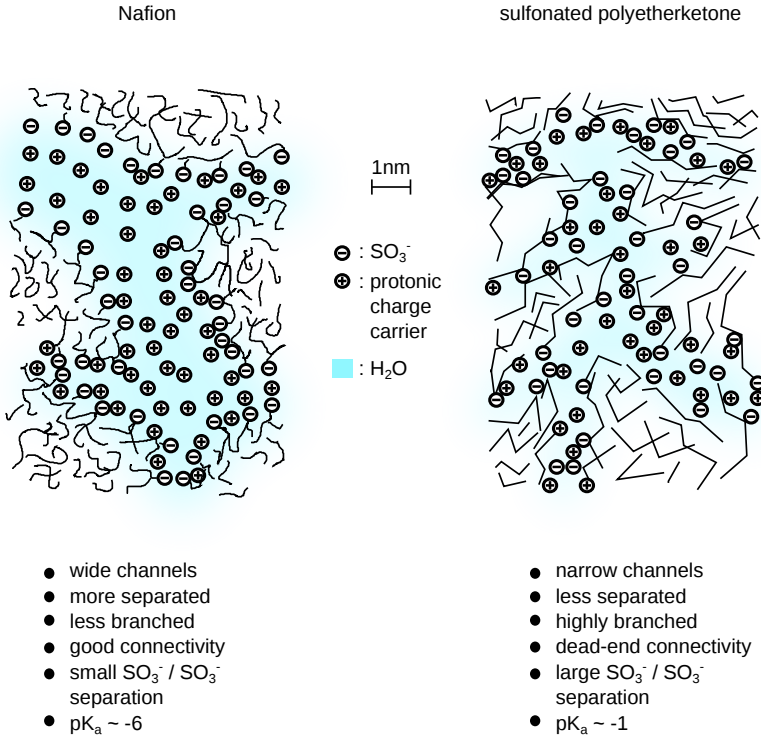 Nafion
sulfonated polyetherketone
1nm
⊖ : SO₃⁻
⊕ : protonic
charge
carrier
: H₂O
● wide channels
● more separated
● less branched
● good connectivity
● small SO₃⁻ / SO₃⁻
separation
● pKₐ ~ -6
● narrow channels
● less separated
● highly branched
● dead-end connectivity
● large SO₃⁻ / SO₃⁻
separation
● pKₐ ~ -1